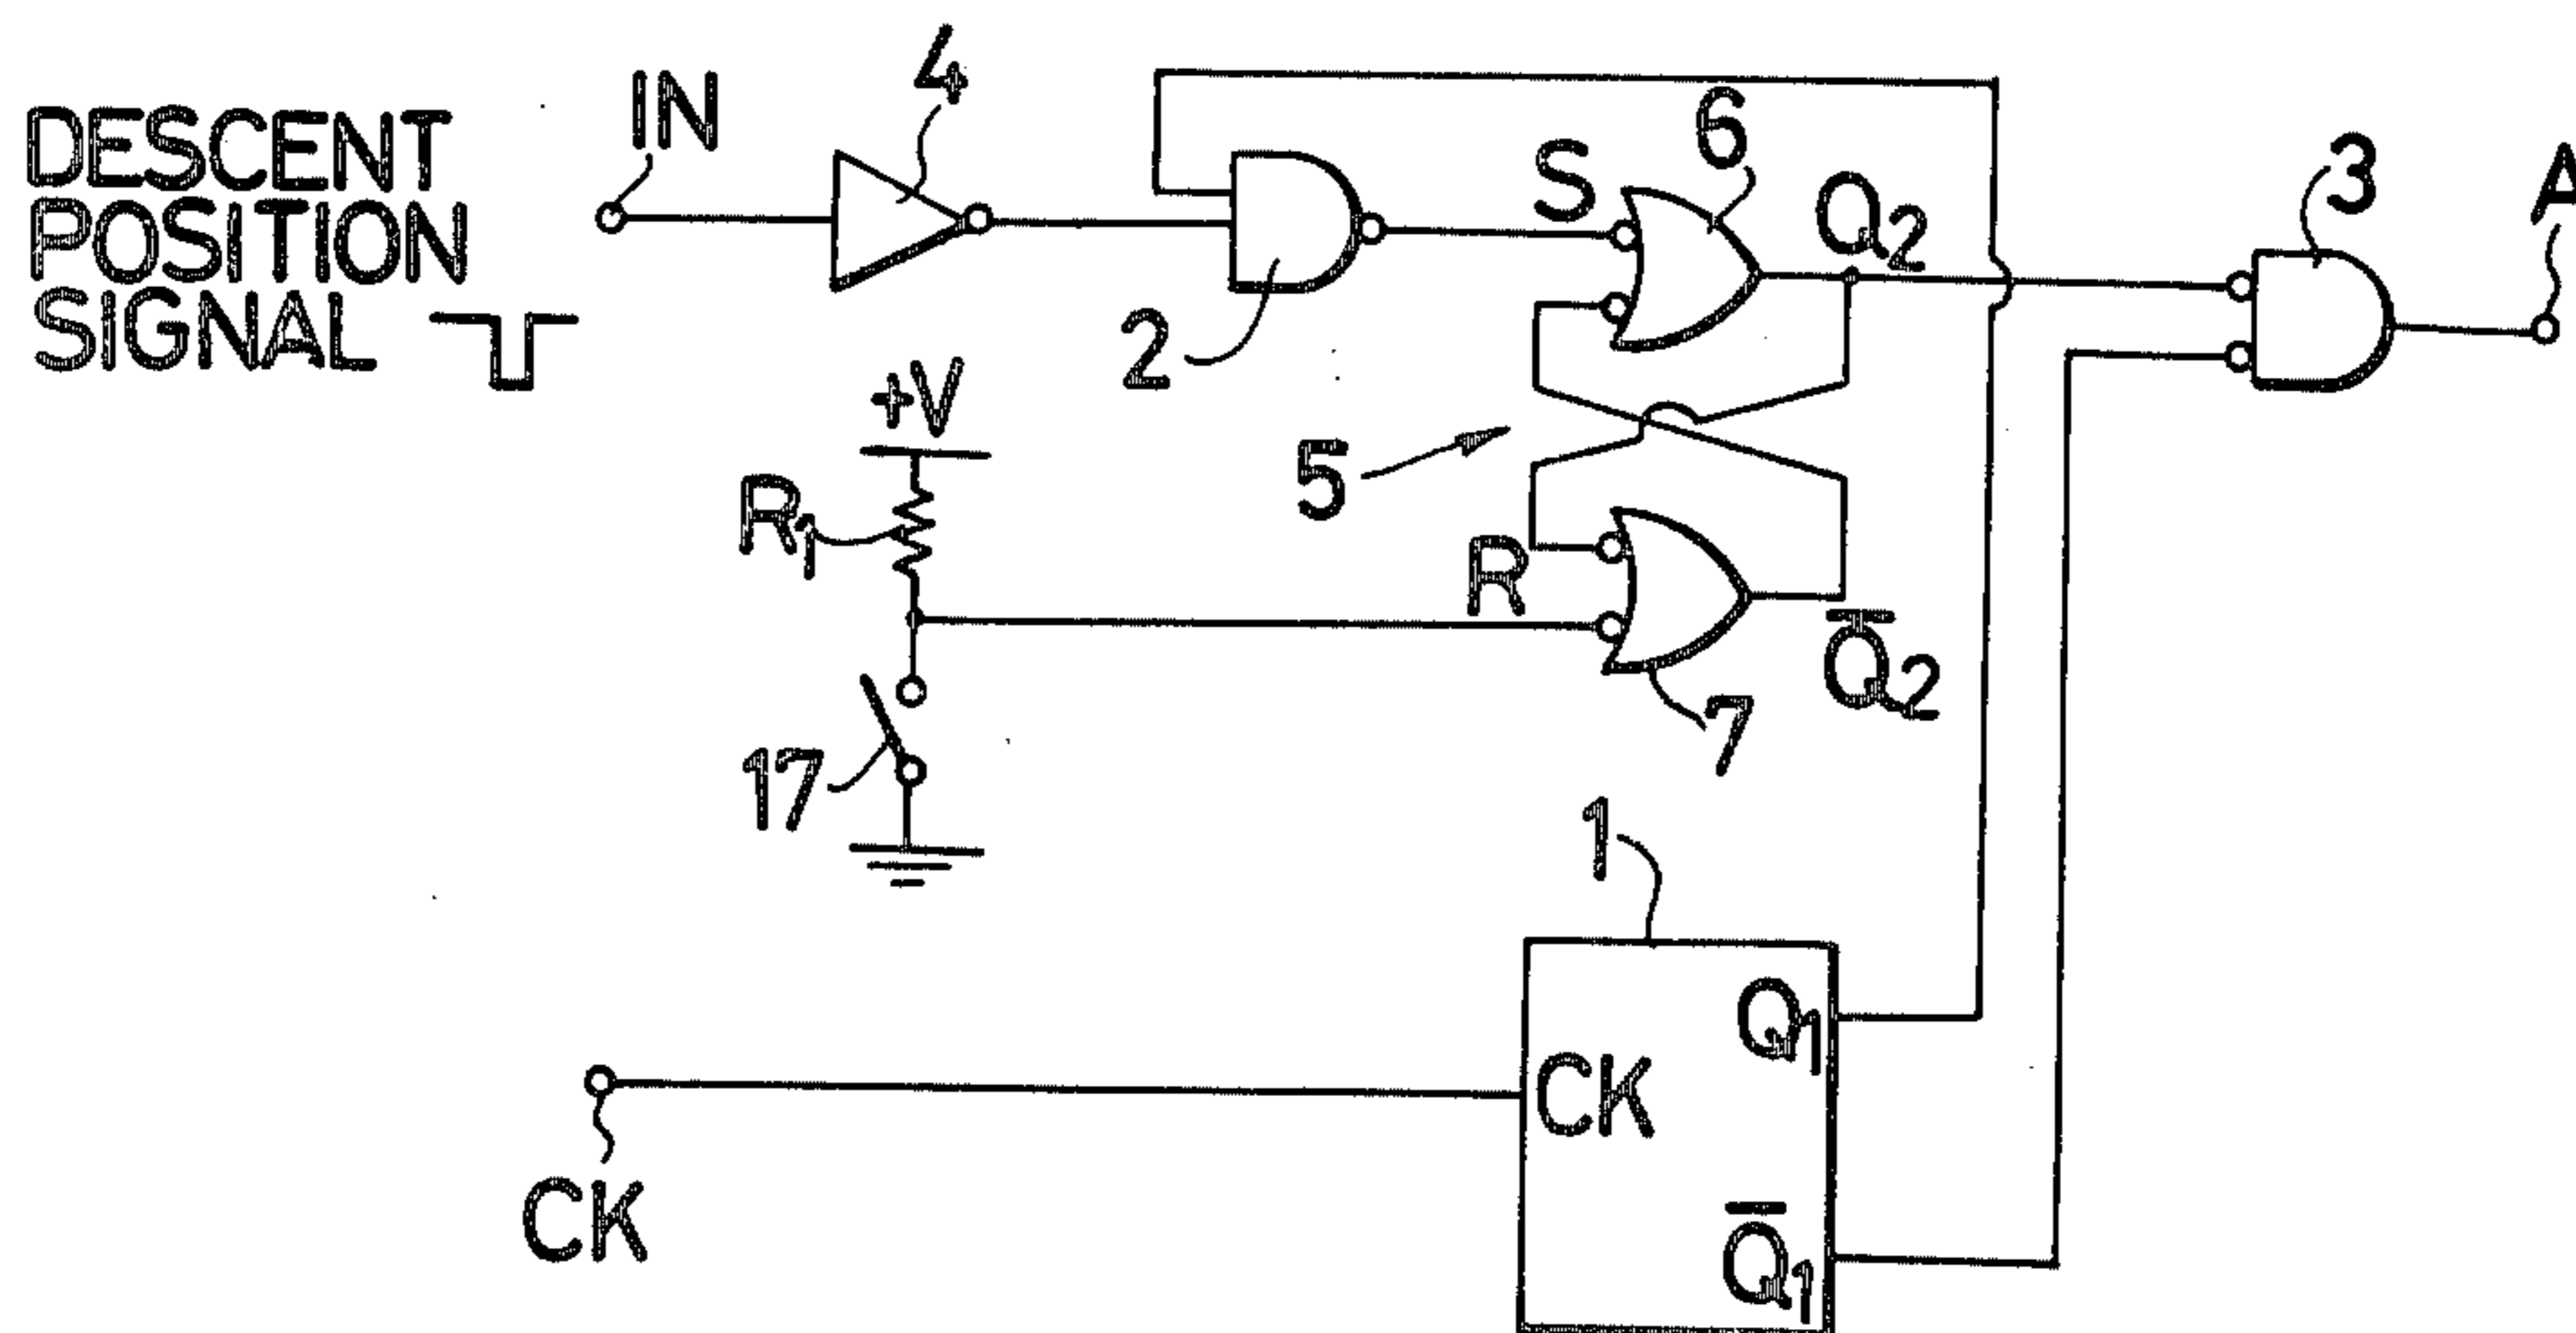 DESCENT
POSITION
SIGNAL
IN
4
2
S
6
Q2
3
A
+V
R1
5
R
7
Q̅2
17
1
CK
CK
Q1
Q̅1